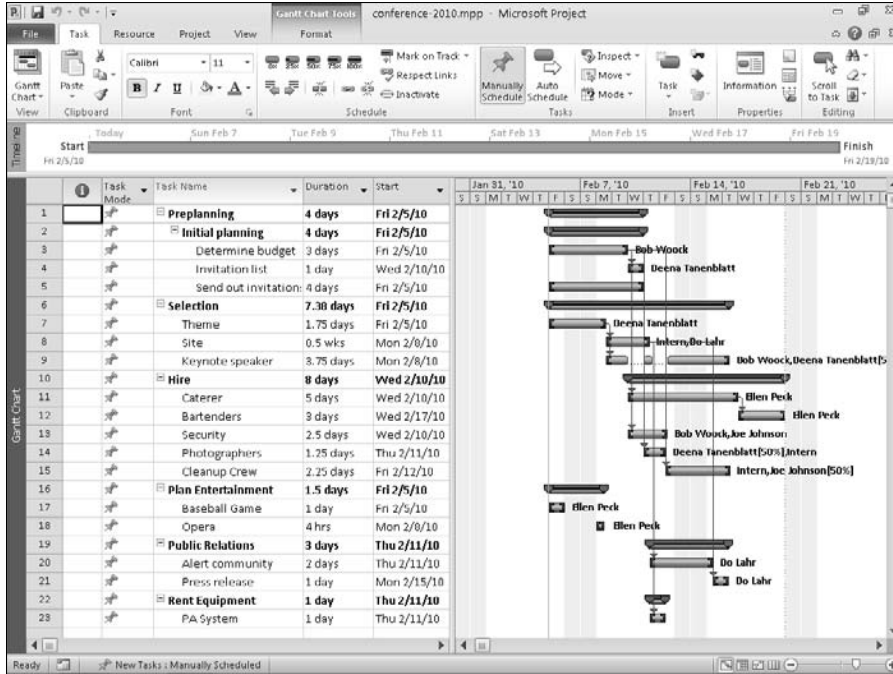 conference-2010.mpp - Microsoft Project
Gantt Chart Tools
File Task Resource Project View Format
Calibri 11
Mark on Track
Respect Links
Inactivate
Inspect
Move
Mode
Gantt Chart
Paste
B I U
Manually Schedule
Auto Schedule
Task
Information
Scroll to Task
View Clipboard Font Schedule Tasks Insert Properties Editing
Timeline
Today Sun Feb 7 Tue Feb 9 Thu Feb 11 Sat Feb 13 Mon Feb 15 Wed Feb 17 Fri Feb 19
Start Finish
Fri 2/5/10 Fri 2/19/10
Task Mode Task Name Duration Start
Jan 31, '10 Feb 7, '10 Feb 14, '10 Feb 21, '10
S S M T W T F S S M T W T F S S M T W T F S S M T W T
1 Preplanning 4 days Fri 2/5/10
2 Initial planning 4 days Fri 2/5/10
3 Determine budget 3 days Fri 2/5/10 Bob Woock
4 Invitation list 1 day Wed 2/10/10 Deena Tanenblatt
5 Send out invitation: 4 days Fri 2/5/10
6 Selection 7.38 days Fri 2/5/10
7 Theme 1.75 days Fri 2/5/10 Deena Tanenblatt
8 Site 0.5 wks Mon 2/8/10 Intern,Do Lahr
9 Keynote speaker 3.75 days Mon 2/8/10 Bob Woock,Deena Tanenblatt[5
10 Hire 8 days Wed 2/10/10
11 Caterer 5 days Wed 2/10/10 Ellen Peck
12 Bartenders 3 days Wed 2/17/10 Ellen Peck
13 Security 2.5 days Wed 2/10/10 Bob Woock,Joe Johnson
14 Photographers 1.25 days Thu 2/11/10 Deena Tanenblatt[50%],Intern
15 Cleanup Crew 2.25 days Fri 2/12/10 Intern,Joe Johnson[50%]
16 Plan Entertainment 1.5 days Fri 2/5/10
17 Baseball Game 1 day Fri 2/5/10 Ellen Peck
18 Opera 4 hrs Mon 2/8/10 Ellen Peck
19 Public Relations 3 days Thu 2/11/10
20 Alert community 2 days Thu 2/11/10 Do Lahr
21 Press release 1 day Mon 2/15/10 Do Lahr
22 Rent Equipment 1 day Thu 2/11/10
23 PA System 1 day Thu 2/11/10
Gantt Chart
Ready New Tasks : Manually Scheduled